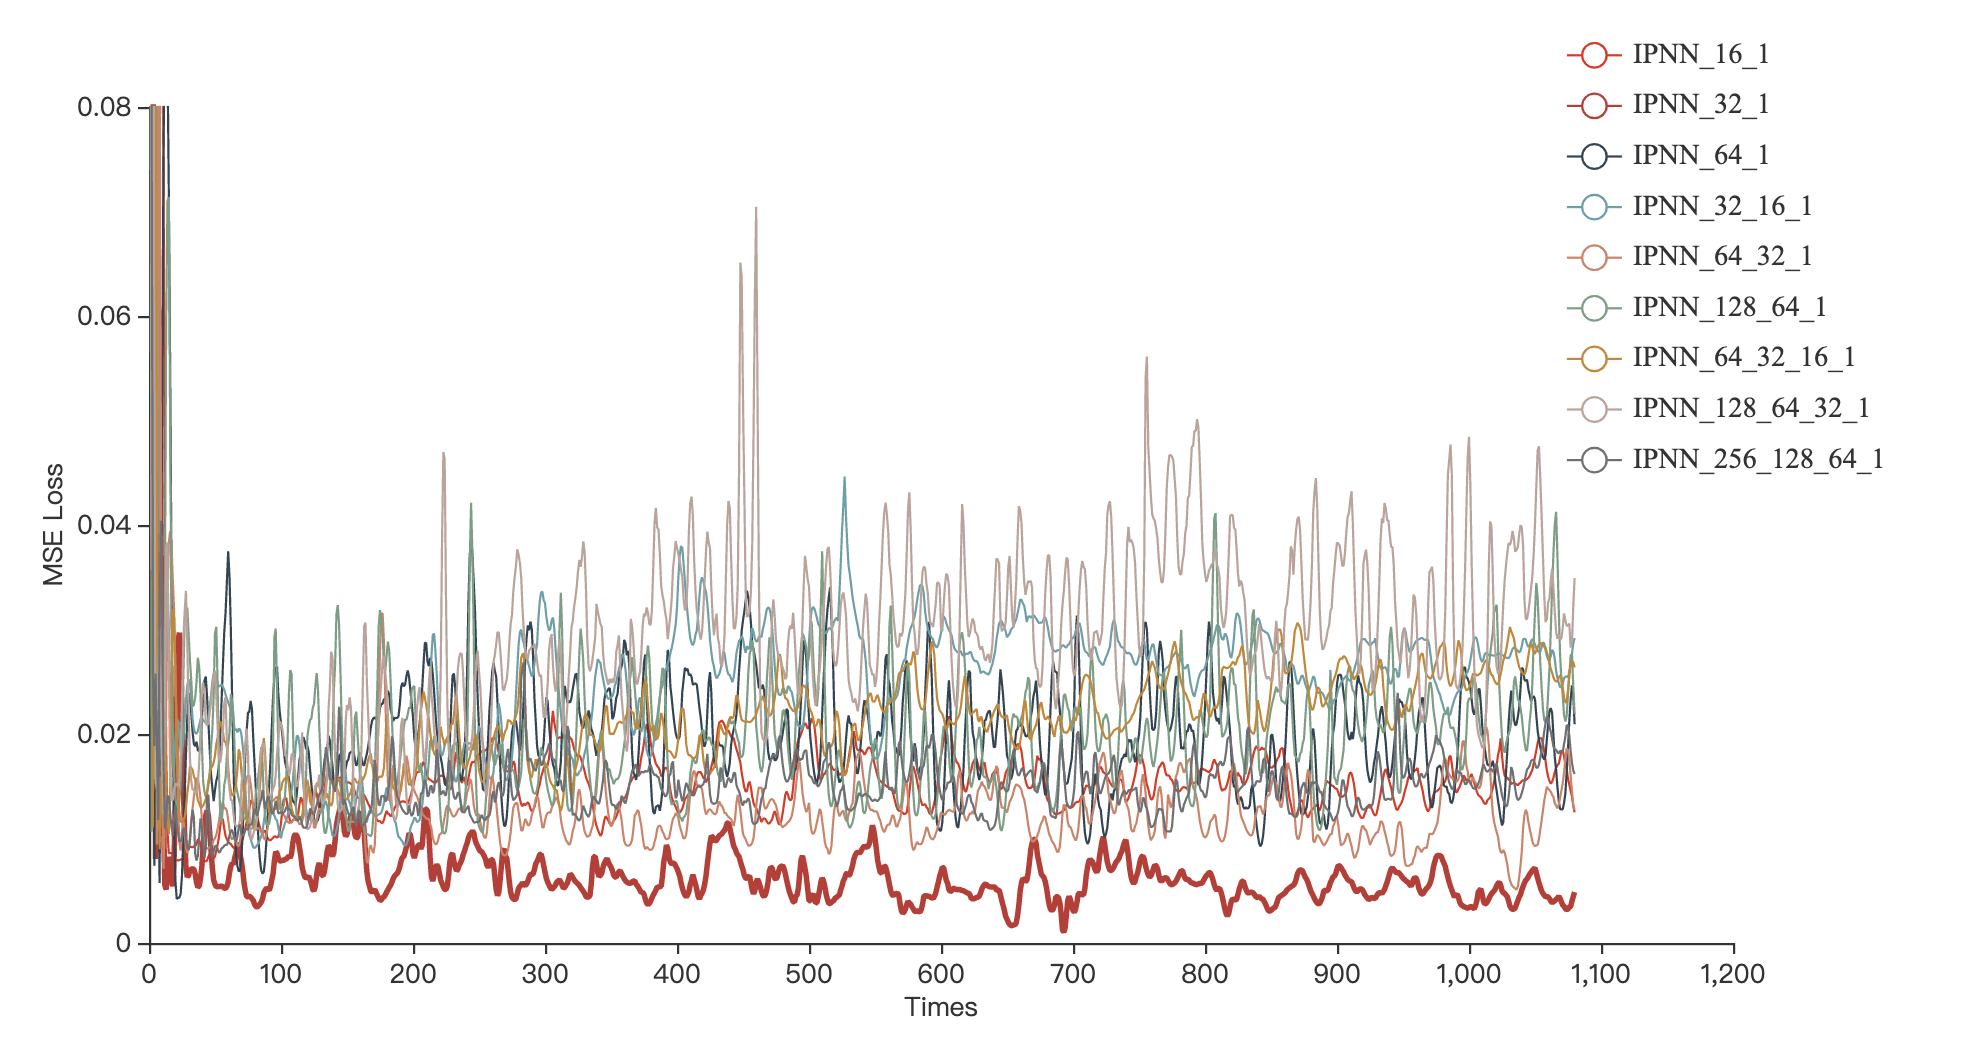 IPNN_16_1
IPNN_32_1
IPNN_64_1
IPNN_32_16_1
IPNN_64_32_1
IPNN_128_64_1
IPNN_64_32_16_1
IPNN_128_64_32_1
IPNN_256_128_64_1
MSE Loss
0.08
0.06
0.04
0.02
0
0 100 200 300 400 500 600 700 800 900 1,000 1,100 1,200
Times